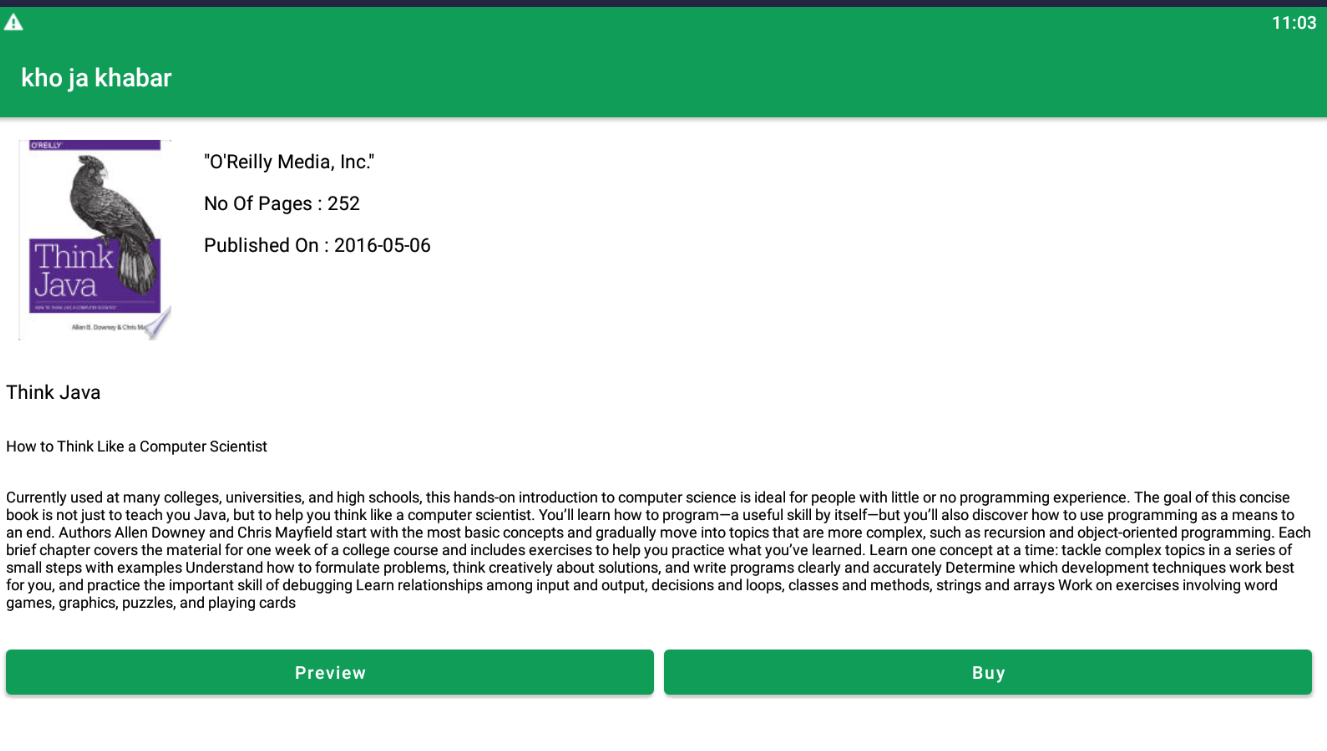 11:03
kho ja khabar
O'REILLY
"O'Reilly Media, Inc."
No Of Pages : 252
Published On : 2016-05-06
Think
Java
HOW TO THINK LIKE A COMPUTER SCIENTIST
Allen B. Downey & Chris
Think Java
How to Think Like a Computer Scientist
Currently used at many colleges, universities, and high schools, this hands-on introduction to computer science is ideal for people with little or no programming experience. The goal of this concise
book is not just to teach you Java, but to help you think like a computer scientist. You’ll learn how to program—a useful skill by itself—but you’ll also discover how to use programming as a means to
an end. Authors Allen Downey and Chris Mayfield start with the most basic concepts and gradually move into topics that are more complex, such as recursion and object-oriented programming. Each
brief chapter covers the material for one week of a college course and includes exercises to help you practice what you’ve learned. Learn one concept at a time: tackle complex topics in a series of
small steps with examples Understand how to formulate problems, think creatively about solutions, and write programs clearly and accurately Determine which development techniques work best
for you, and practice the important skill of debugging Learn relationships among input and output, decisions and loops, classes and methods, strings and arrays Work on exercises involving word
games, graphics, puzzles, and playing cards
Preview
Buy